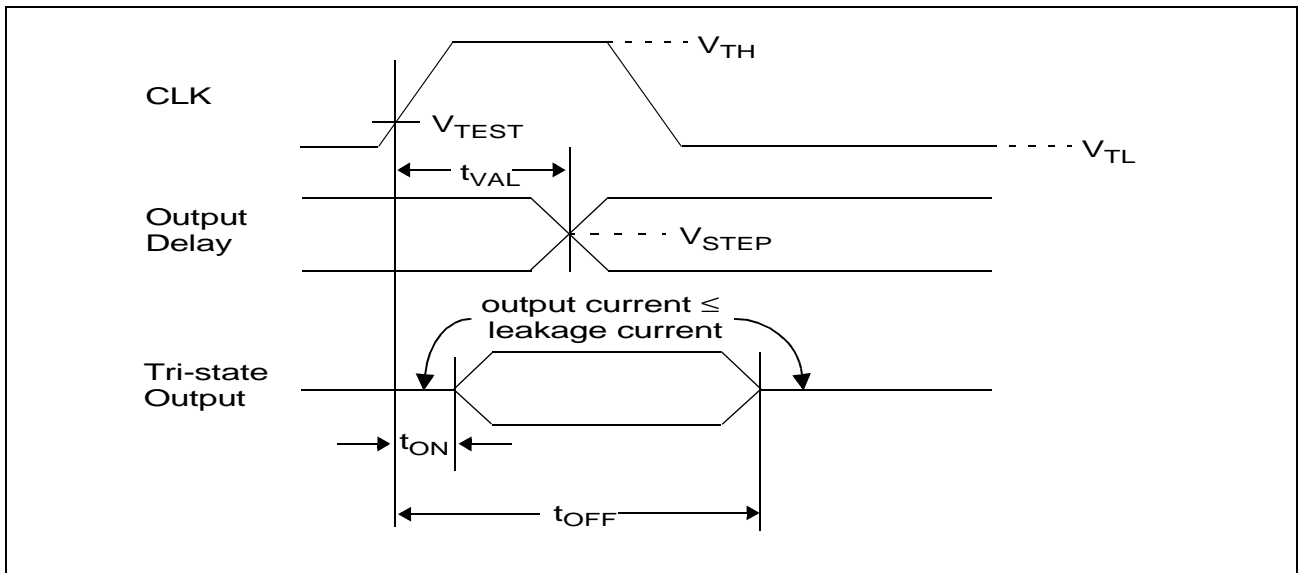 V_TH
CLK
V_TEST
V_TL
t_VAL
Output
Delay
V_STEP
output current ≤
leakage current
Tri-state
Output
t_ON
t_OFF